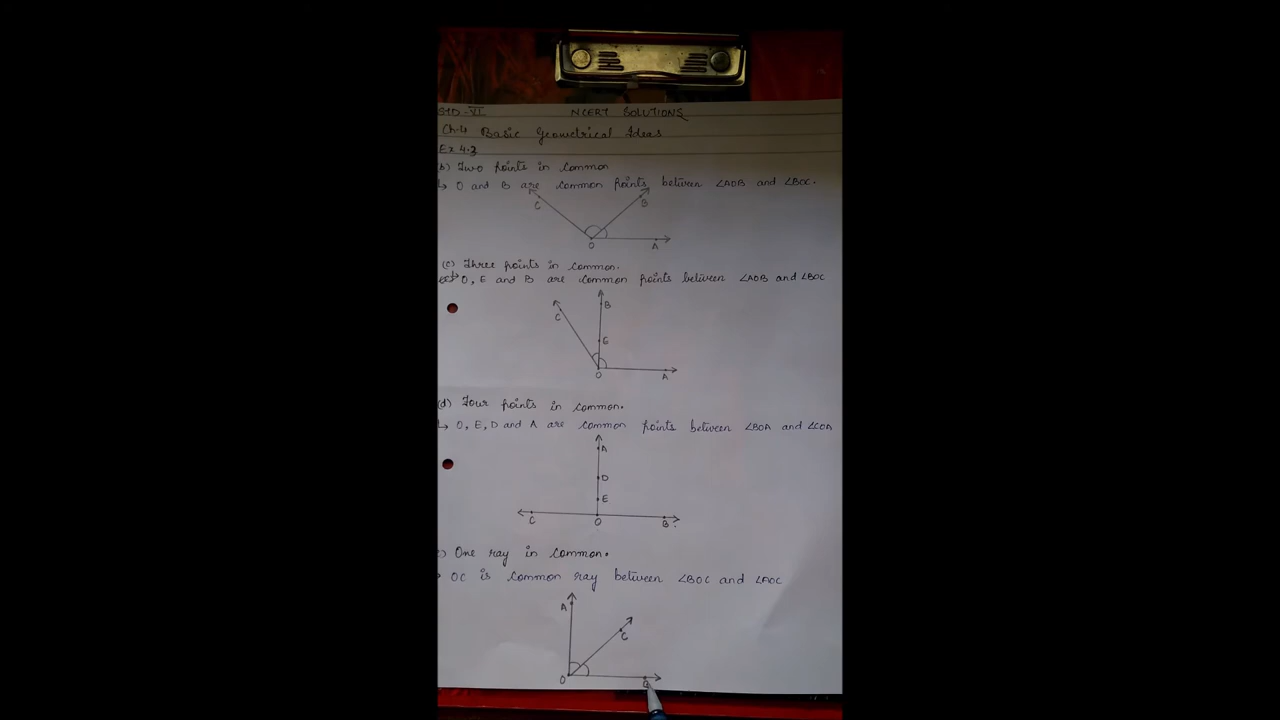 STD-VI NCERT SOLUTIONS
Ch.4 Basic Geometrical Ideas
Ex 4.3
(b) Two points in common
↳ O and B are common points between ∠AOB and ∠BOC.
C B
O A
(c) Three points in common.
↳ O, E and B are common points between ∠AOB and ∠BOC
B
C
E
O A
(d) Four points in common.
↳ O, E, D and A are common points between ∠BOA and ∠COA
A
D
E
C O B
) One ray in common.
OC is common ray between ∠BOC and ∠AOC
A
C
O B